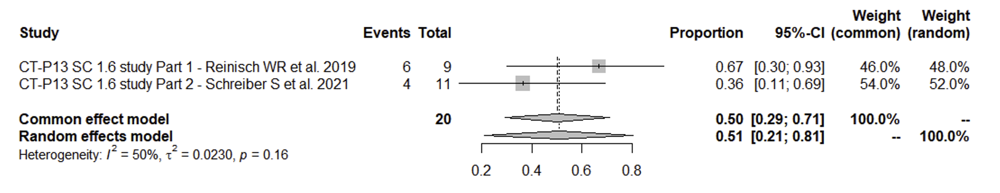 Weight Weight
Study Events Total Proportion 95%-CI (common) (random)
CT-P13 SC 1.6 study Part 1 - Reinisch WR et al. 2019 6 9 0.67 [0.30; 0.93] 46.0% 48.0%
CT-P13 SC 1.6 study Part 2 - Schreiber S et al. 2021 4 11 0.36 [0.11; 0.69] 54.0% 52.0%
Common effect model 20 0.50 [0.29; 0.71] 100.0% --
Random effects model 0.51 [0.21; 0.81] -- 100.0%
Heterogeneity: I² = 50%, τ² = 0.0230, p = 0.16
0.2 0.4 0.6 0.8